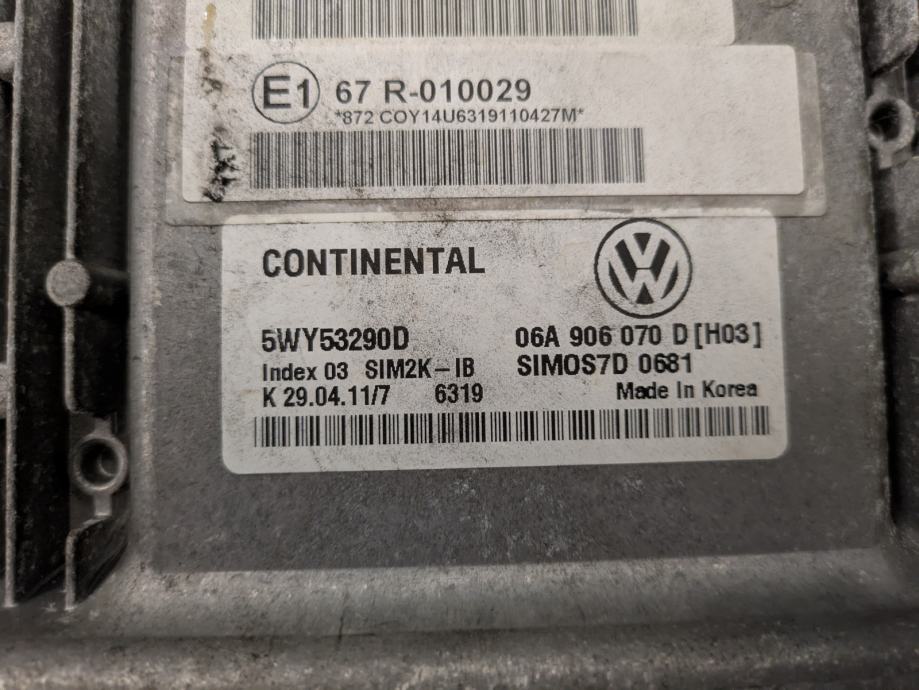 E1 67 R-010029
*872 COY14U6319110427M*
CONTINENTAL
VW
5WY53290D 06A 906 070 D [H03]
Index 03 SIM2K-IB SIMOS7D 0681
K 29.04.11/7 6319 Made In Korea